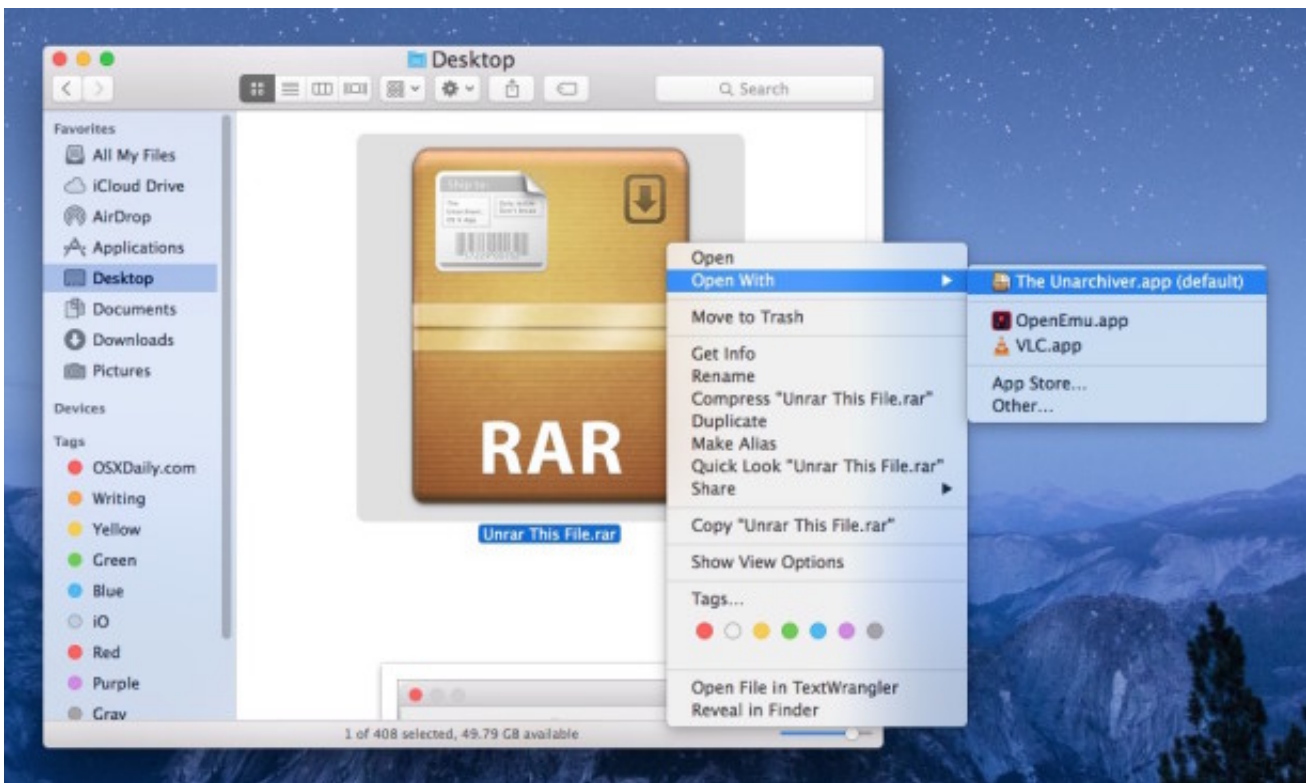 Desktop
Search
Favorites
All My Files
iCloud Drive
AirDrop
Applications
Desktop
Documents
Downloads
Pictures
Devices
Tags
OSXDaily.com
Writing
Yellow
Green
Blue
iO
Red
Purple
Gray
Ship to:
RAR
Unrar This File.rar
1 of 408 selected, 49.79 GB available
Open
Open With
Move to Trash
Get Info
Rename
Compress "Unrar This File.rar"
Duplicate
Make Alias
Quick Look "Unrar This File.rar"
Share
Copy "Unrar This File.rar"
Show View Options
Tags...
Open File in TextWrangler
Reveal in Finder
The Unarchiver.app (default)
OpenEmu.app
VLC.app
App Store...
Other...